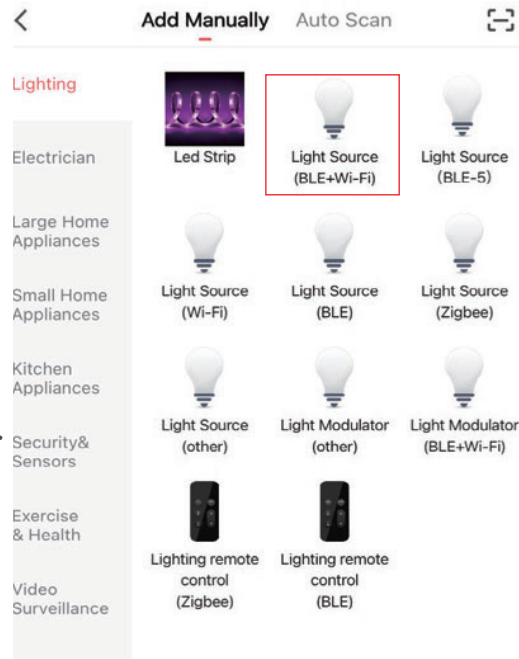 Add Manually Auto Scan
Lighting
Electrician
Large Home
Appliances
Small Home
Appliances
Kitchen
Appliances
Security&
Sensors
Exercise
& Health
Video
Surveillance
Led Strip
Light Source
(BLE+Wi-Fi)
Light Source
(BLE-5)
Light Source
(Wi-Fi)
Light Source
(BLE)
Light Source
(Zigbee)
Light Source
(other)
Light Modulator
(other)
Light Modulator
(BLE+Wi-Fi)
Lighting remote
control
(Zigbee)
Lighting remote
control
(BLE)